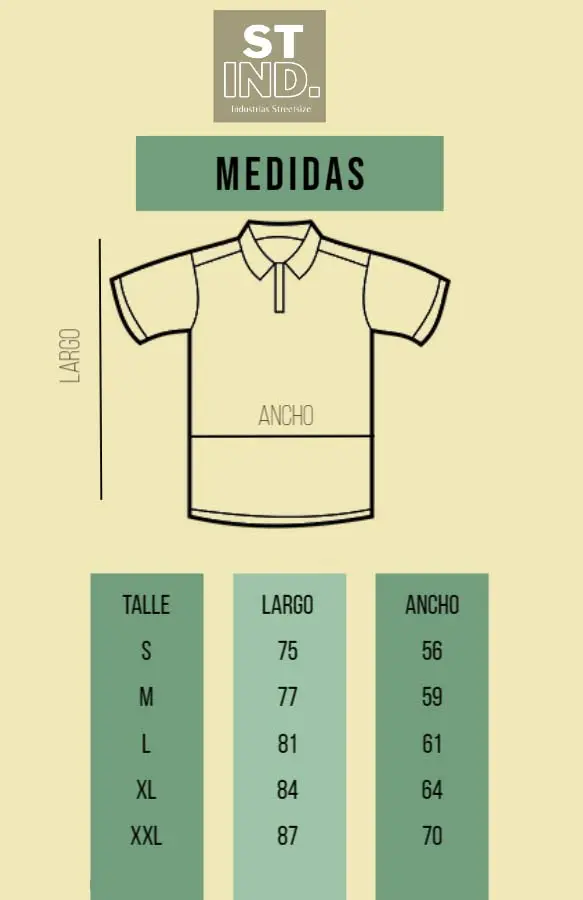 ST
IND.
Industrias Streetsize
MEDIDAS
LARGO
ANCHO
TALLE LARGO ANCHO
S 75 56
M 77 59
L 81 61
XL 84 64
XXL 87 70